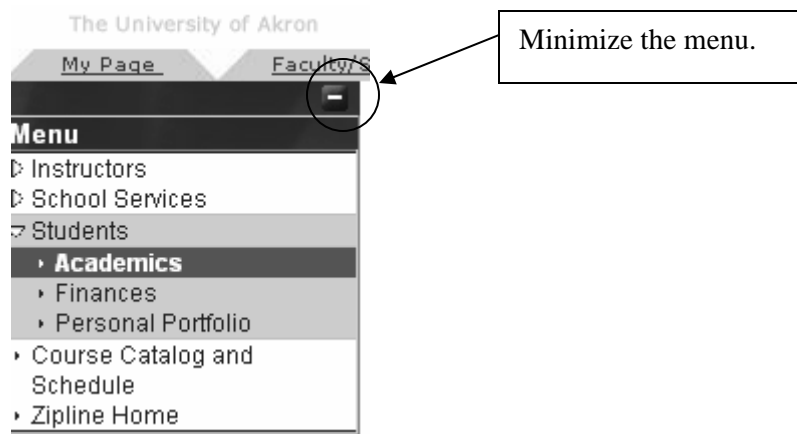 The University of Akron
My Page
Faculty/S
Minimize the menu.
Menu
Instructors
School Services
Students
Academics
Finances
Personal Portfolio
Course Catalog and
Schedule
Zipline Home